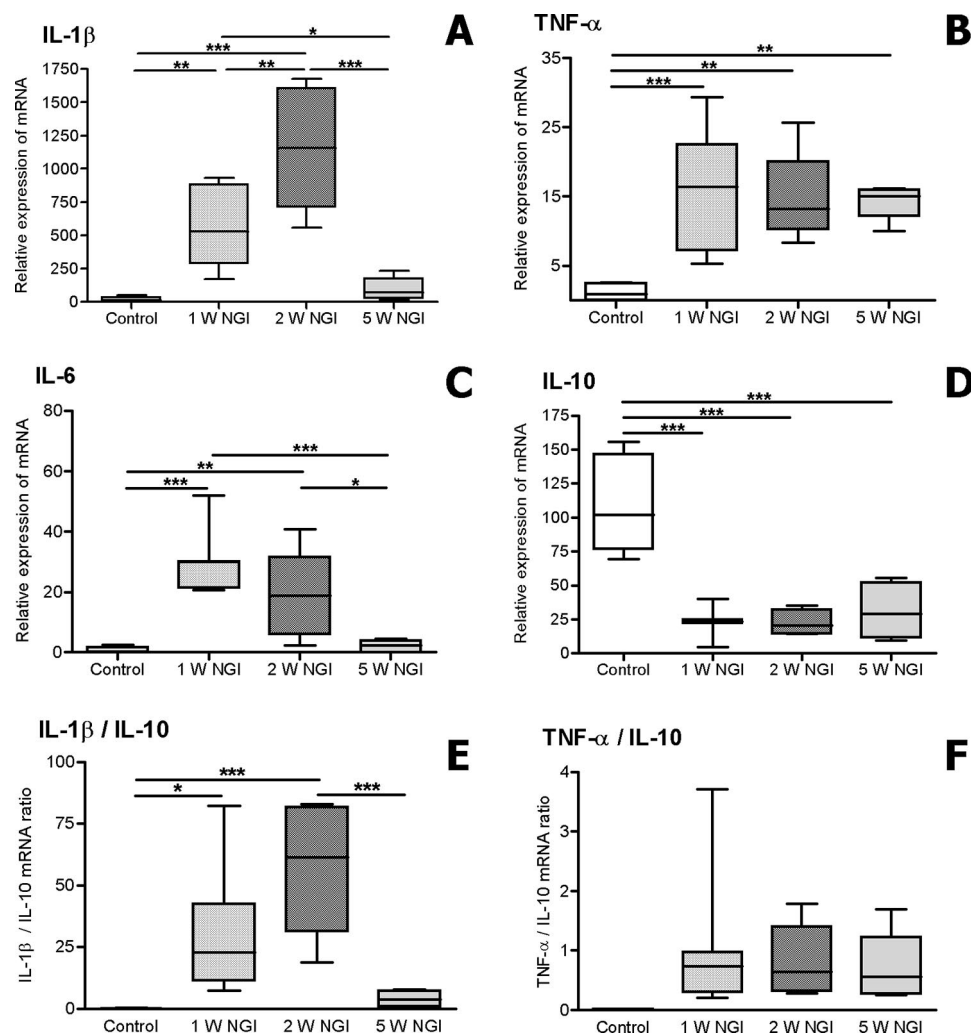 IL-1β
A
Relative expression of mRNA
1750
1500
1250
1000
750
500
250
0
*
***
** ** ***
Control 1 W NGI 2 W NGI 5 W NGI
TNF-α
B
Relative expression of mRNA
35
25
15
5
**
**
***
Control 1 W NGI 2 W NGI 5 W NGI
IL-6
C
Relative expression of mRNA
80
60
40
20
0
***
**
*** *
Control 1 W NGI 2 W NGI 5 W NGI
IL-10
D
Relative expression of mRNA
175
150
125
100
75
50
25
0
***
***
***
Control 1 W NGI 2 W NGI 5 W NGI
IL-1β / IL-10
E
IL-1β / IL-10 mRNA ratio
100
75
50
25
0
***
* ***
Control 1 W NGI 2 W NGI 5 W NGI
TNF-α / IL-10
F
TNF-α / IL-10 mRNA ratio
4
3
2
1
0
Control 1 W NGI 2 W NGI 5 W NGI